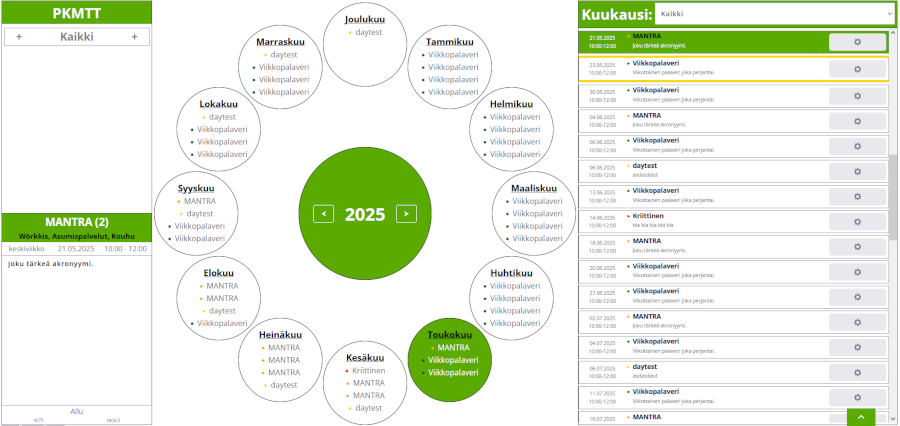 PKMTT
+ Kaikki +
MANTRA (2)
Wörkkis, Asumispalvelut, Kouhu
keskiviikko 21.05.2025 10:00 - 12:00
Joku tärkeä akronyymi.
Allu
id:75 sarja:3
Joulukuu
daytest
Tammikuu
Viikkopalaveri
Viikkopalaveri
Viikkopalaveri
Viikkopalaveri
Helmikuu
Viikkopalaveri
Viikkopalaveri
Viikkopalaveri
Viikkopalaveri
Maaliskuu
Viikkopalaveri
Viikkopalaveri
Viikkopalaveri
Viikkopalaveri
Huhtikuu
Viikkopalaveri
Viikkopalaveri
Viikkopalaveri
Viikkopalaveri
Toukokuu
MANTRA
Viikkopalaveri
Viikkopalaveri
Kesäkuu
Kriittinen
MANTRA
MANTRA
daytest
Heinäkuu
MANTRA
MANTRA
MANTRA
daytest
Elokuu
MANTRA
MANTRA
daytest
Viikkopalaveri
Syyskuu
MANTRA
daytest
Viikkopalaveri
Viikkopalaveri
Lokakuu
daytest
Viikkopalaveri
Viikkopalaveri
Viikkopalaveri
Marraskuu
daytest
Viikkopalaveri
Viikkopalaveri
Viikkopalaveri
2025
Kuukausi: Kaikki
21.05.2025 MANTRA
10:00-12:00 Joku tärkeä akronyymi.
23.05.2025 Viikkopalaveri
10:00-12:00 Viikottainen palaveri joka perjantai.
30.05.2025 Viikkopalaveri
10:00-12:00 Viikottainen palaveri joka perjantai.
04.06.2025 MANTRA
10:00-12:00 Joku tärkeä akronyymi.
06.06.2025 Viikkopalaveri
10:00-12:00 Viikottainen palaveri joka perjantai.
06.06.2025 daytest
10:00-12:00 asdasdasd
13.06.2025 Viikkopalaveri
10:00-12:00 Viikottainen palaveri joka perjantai.
14.06.2025 Kriittinen
10:00-12:00 bla bla bla bla bla
18.06.2025 MANTRA
10:00-12:00 Joku tärkeä akronyymi.
20.06.2025 Viikkopalaveri
10:00-12:00 Viikottainen palaveri joka perjantai.
27.06.2025 Viikkopalaveri
10:00-12:00 Viikottainen palaveri joka perjantai.
02.07.2025 MANTRA
10:00-12:00 Joku tärkeä akronyymi.
04.07.2025 Viikkopalaveri
10:00-12:00 Viikottainen palaveri joka perjantai.
06.07.2025 daytest
10:00-12:00 asdasdasd
11.07.2025 Viikkopalaveri
10:00-12:00 Viikottainen palaveri joka perjantai.
16.07.2025 MANTRA